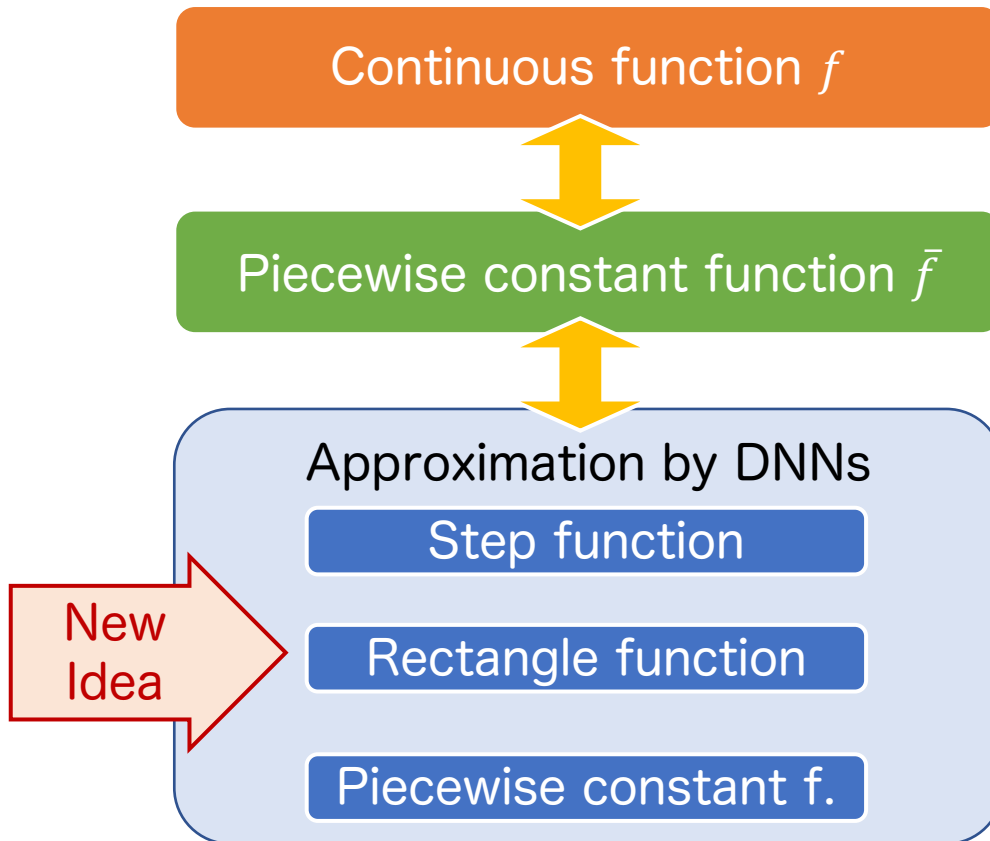 Continuous function f
Piecewise constant function f̄
Approximation by DNNs
Step function
New
Idea
Rectangle function
Piecewise constant f.